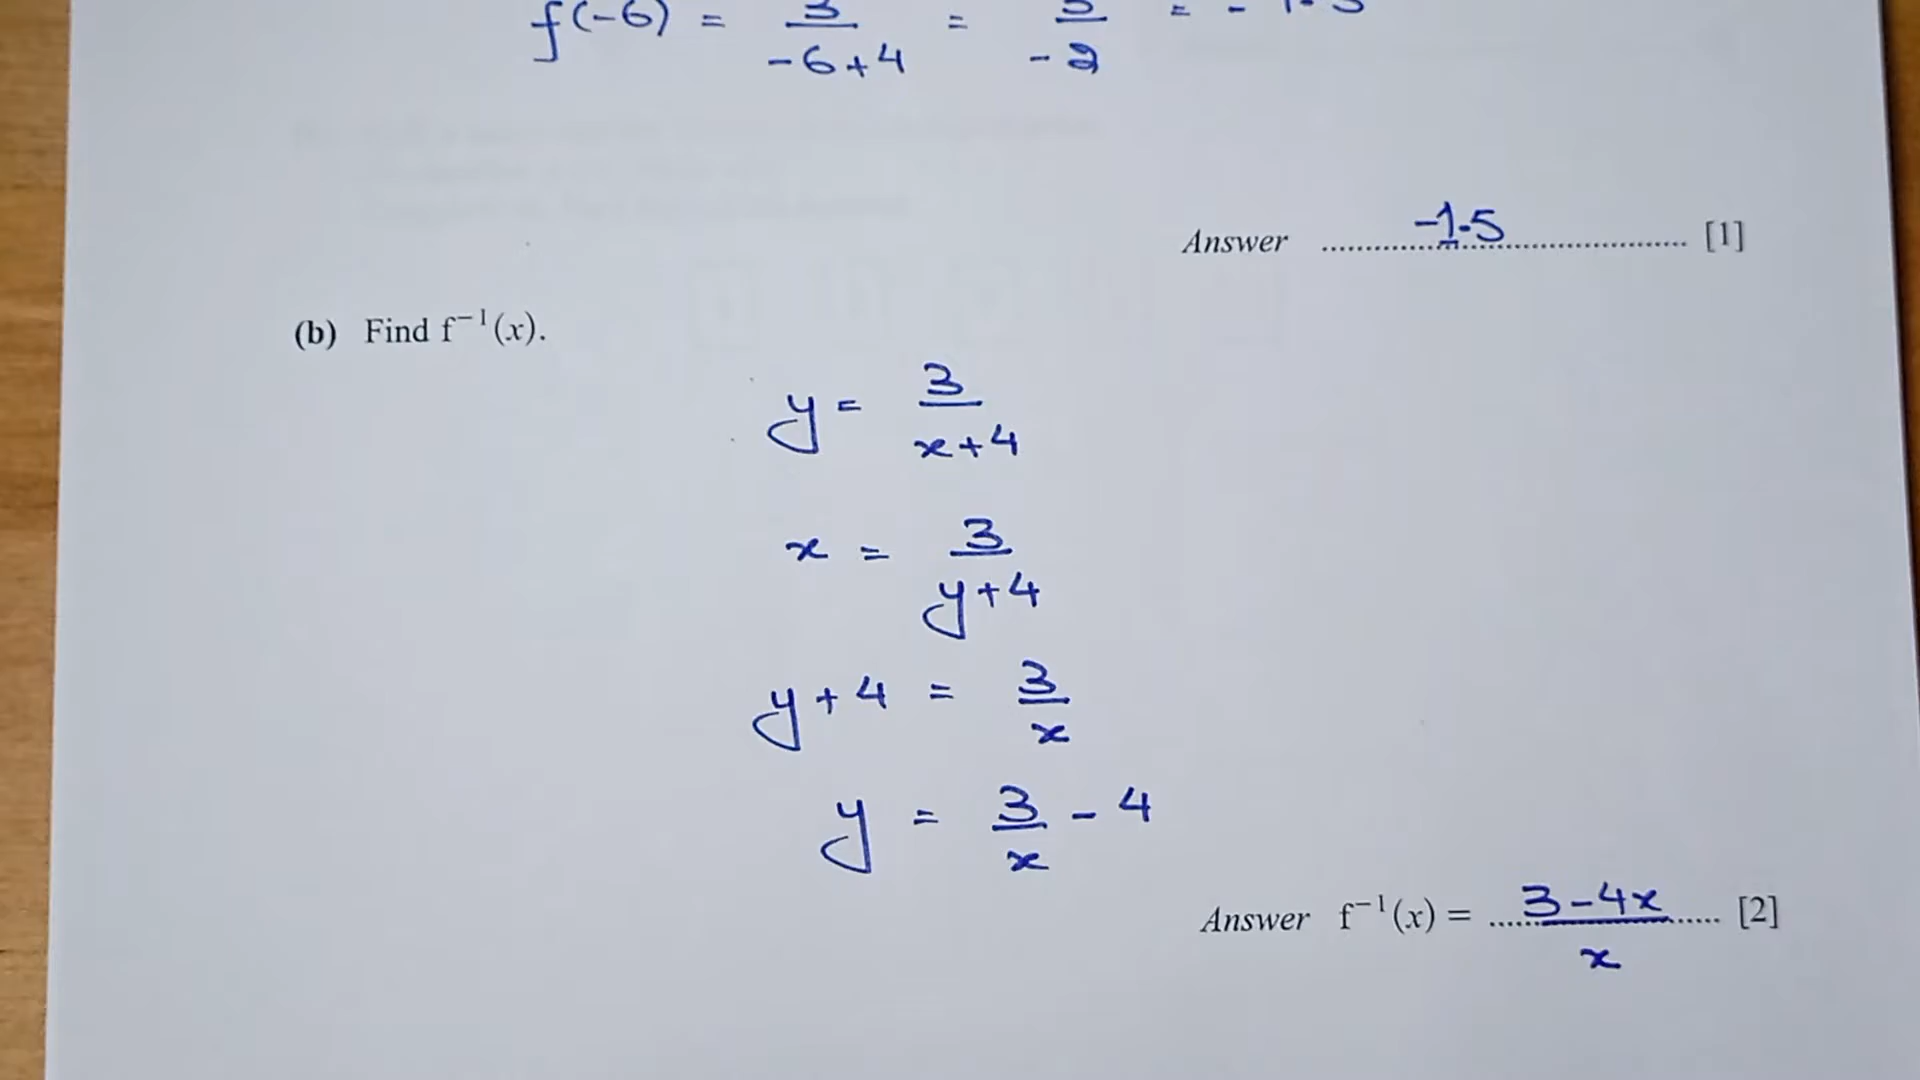 f(-6) = 3/(-6+4) = 3/(-2) = -1.5
Answer -1.5 [1]
(b) Find f⁻¹(x).
y = 3/(x+4)
x = 3/(y+4)
y+4 = 3/x
y = 3/x - 4
Answer f⁻¹(x) = (3-4x)/x [2]